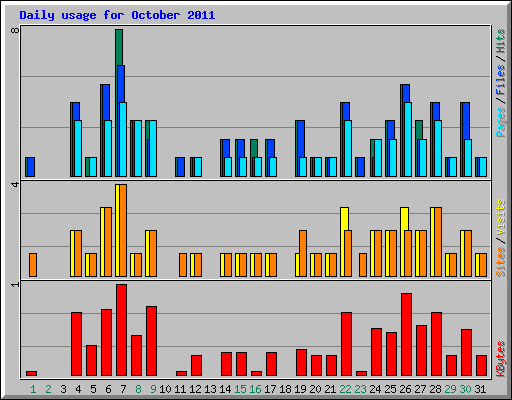 Daily usage for October 2011
8
4
1
Pages / Files / Hits
Sites / Visits
KBytes
1 2 3 4 5 6 7 8 9 10 11 12 13 14 15 16 17 18 19 20 21 22 23 24 25 26 27 28 29 30 31